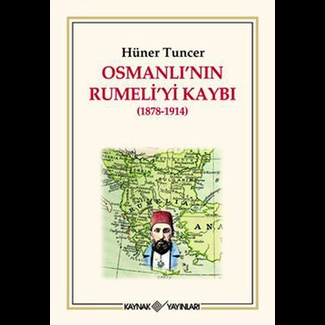 Hüner Tuncer
OSMANLI'NIN
RUMELİ'Yİ KAYBI
(1878-1914)
KAYNAK YAYINLARI